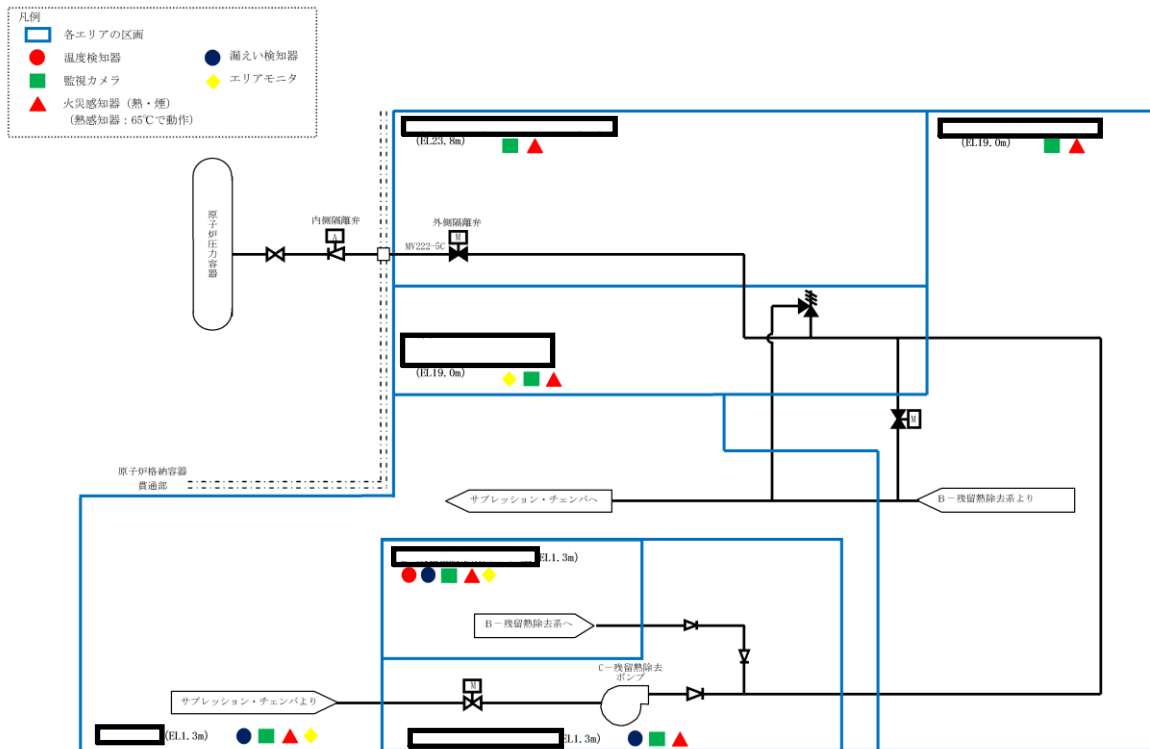 凡例
各エリアの区画
温度検知器
漏えい検知器
監視カメラ
エリアモニタ
火災感知器（熱・煙）
（熱感知器：65℃で動作）
(EL23.8m)
(EL19.0m)
原子炉圧力容器
内側隔離弁
外側隔離弁
A
M
MV222-5C
(EL19.0m)
M
原子炉格納容器
貫通部
サプレッション・チェンバへ
B－残留熱除去系より
EL1.3m)
B－残留熱除去系へ
C－残留熱除去
ポンプ
M
サプレッション・チェンバより
(EL1.3m)
EL1.3m)